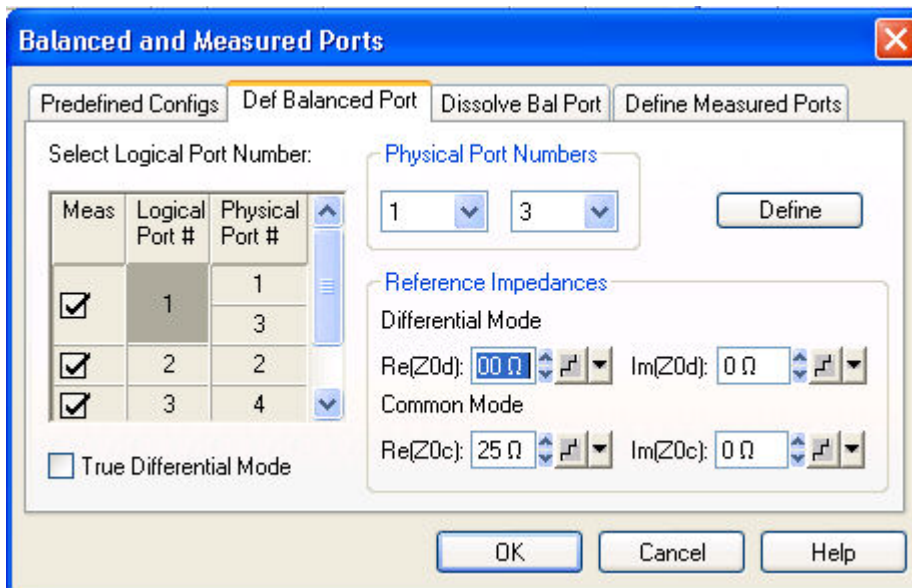 Balanced and Measured Ports
Predefined Configs
Def Balanced Port
Dissolve Bal Port
Define Measured Ports
Select Logical Port Number:
Meas
Logical Port #
Physical Port #
1
1
3
2
2
3
4
True Differential Mode
Physical Port Numbers
1
3
Define
Reference Impedances
Differential Mode
Re(Z0d): 00 Ω
Im(Z0d): 0 Ω
Common Mode
Re(Z0c): 25 Ω
Im(Z0c): 0 Ω
OK
Cancel
Help